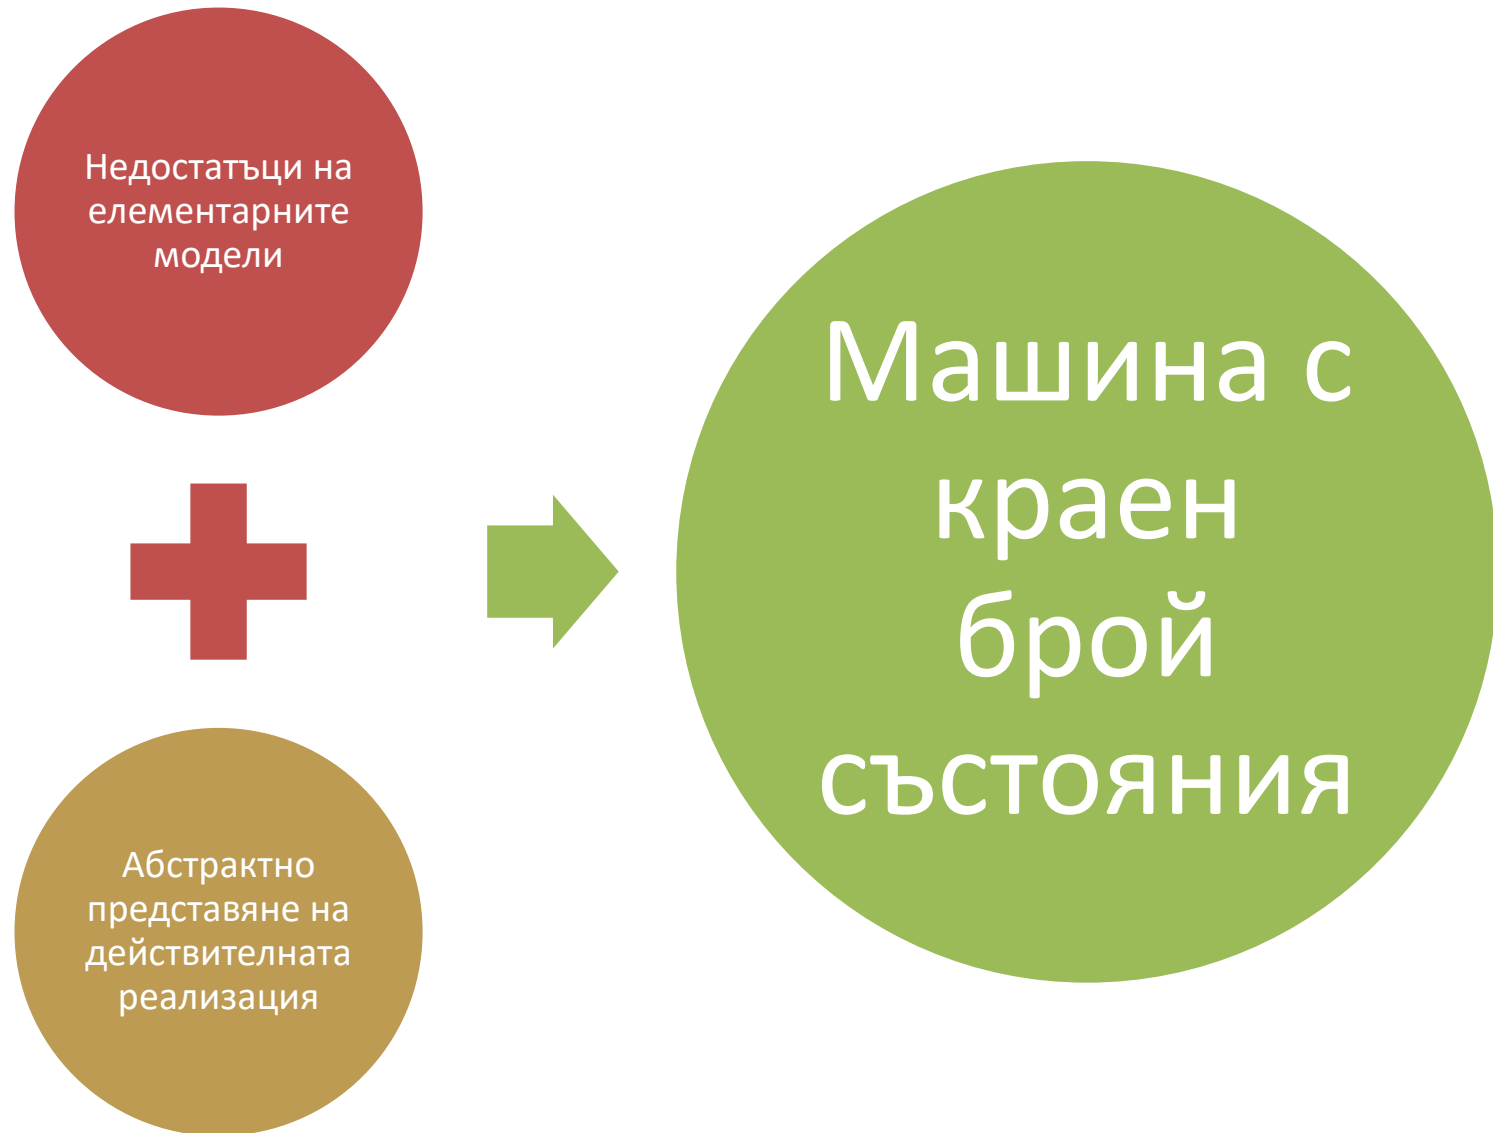 Недостатъци на
елементарните
модели
Абстрактно
представяне на
действителната
реализация
Машина с
краен
брой
състояния